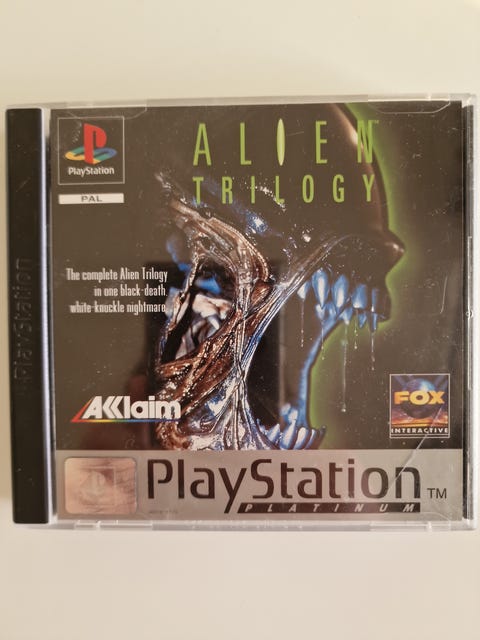 PlayStation
PAL
ALIEN
TRILOGY
The complete Alien Trilogy
in one black-death,
white-knuckle nightmare.
AKKlaim
FOX
INTERACTIVE
PlayStation
PlayStation TM
PLATINUM